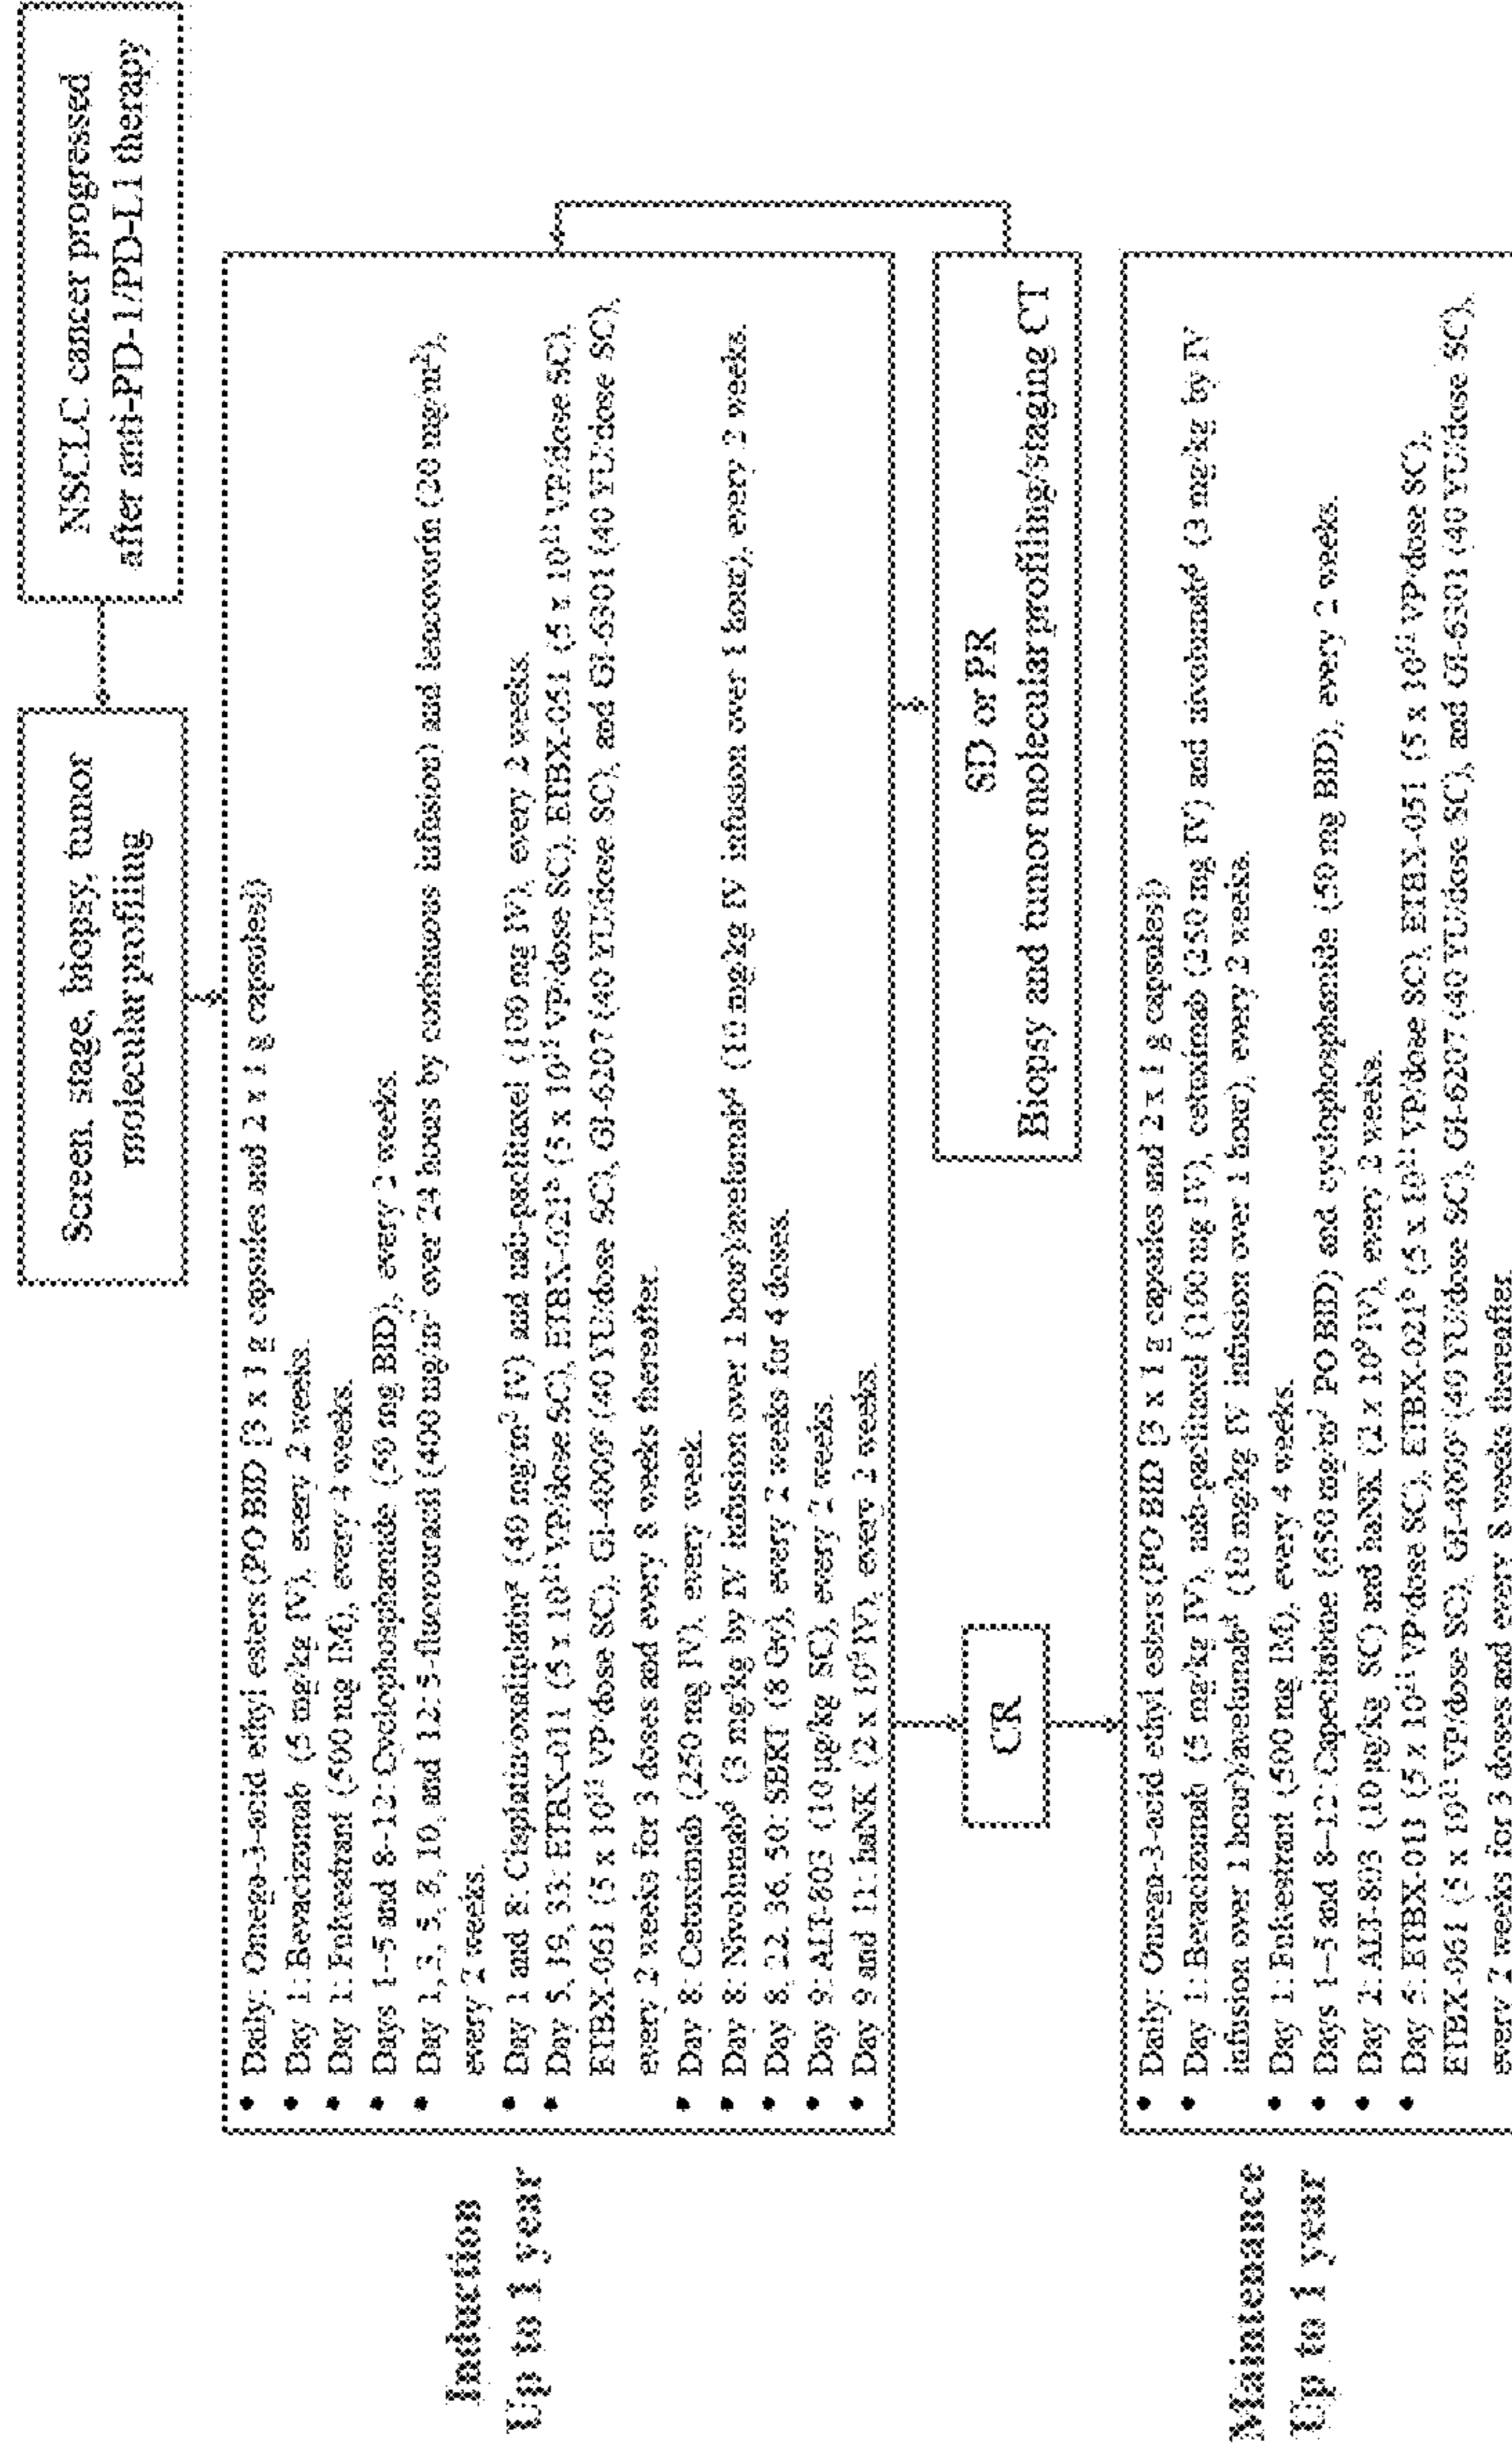 NSCLC cancer progressed
after anti-PD-1/PD-L1 therapy
Screen, stage, biopsy, tumor
molecular profiling
Induction
Up to 1 year
• Daily: Omega-3-acid ethyl esters (PO BID [3 x 1 g capsules and 2 x 1 g capsules])
• Day 1: Bevacizumab (5 mg/kg IV), every 2 weeks.
• Day 1: Fulvestrant (500 mg IM), every 4 weeks.
• Days 1–5 and 8–12: Cyclophosphamide (50 mg BID), every 2 weeks.
• Day 1, 3, 5, 8, 10, and 12: 5-fluorouracil (400 mg/m² over 24 hours by continuous infusion) and leucovorin (20 mg/m²),
every 2 weeks.
• Day 1 and 8: Cisplatin/oxaliplatin (40 mg/m² IV) and nab-paclitaxel (100 mg IV), every 2 weeks.
• Day 5, 19, 33: ETBX-011 (5 x 10¹¹ VP/dose SC), ETBX-021ᵇ (5 x 10¹¹ VP/dose SC), ETBX-051 (5 x 10¹¹ VP/dose SC),
ETBX-061 (5 x 10¹¹ VP/dose SC), GI-4000ᶜ (40 YU/dose SC), GI-6207 (40 YU/dose SC), and GI-6301 (40 YU/dose SC),
every 2 weeks for 3 doses and every 8 weeks thereafter.
• Day 8: Cetuximab (250 mg IV), every week.
• Day 8: Nivolumabᵈ (3 mg/kg by IV infusion over 1 hour)/avelumabᵈ (10 mg/kg IV infusion over 1 hour), every 2 weeks.
• Day 8, 22, 36, 50: SBRT (8 Gy), every 2 weeks for 4 doses.
• Day 9: ALT-803 (10 µg/kg SC), every 2 weeks.
• Day 9 and 11: haNK (2 x 10⁹ IV), every 2 weeks.
CR
SD or PR
Biopsy and tumor molecular profiling/staging CT
Maintenance
Up to 1 year
• Daily: Omega-3-acid ethyl esters (PO BID [3 x 1 g capsules and 2 x 1 g capsules])
• Day 1: Bevacizumab (5 mg/kg IV), nab-paclitaxel (100 mg IV), cetuximab (250 mg IV) and nivolumabᵈ (3 mg/kg by IV
infusion over 1 hour)/avelumabᵈ (10 mg/kg IV infusion over 1 hour), every 2 weeks.
• Day 1: Fulvestrant (500 mg IM), every 4 weeks.
• Days 1–5 and 8–12: Capecitabine (650 mg/m² PO BID) and cyclophosphamide (50 mg BID), every 2 weeks.
• Day 2: ALT-803 (10 µg/kg SC) and haNK (2 x 10⁹ IV), every 2 weeks.
• Day 5: ETBX-011 (5 x 10¹¹ VP/dose SC), ETBX-021ᵇ (5 x 10¹¹ VP/dose SC), ETBX-051 (5 x 10¹¹ VP/dose SC),
ETBX-061 (5 x 10¹¹ VP/dose SC), GI-4000ᶜ (40 YU/dose SC), GI-6207 (40 YU/dose SC), and GI-6301 (40 YU/dose SC),
every 2 weeks for 3 doses and every 8 weeks thereafter.